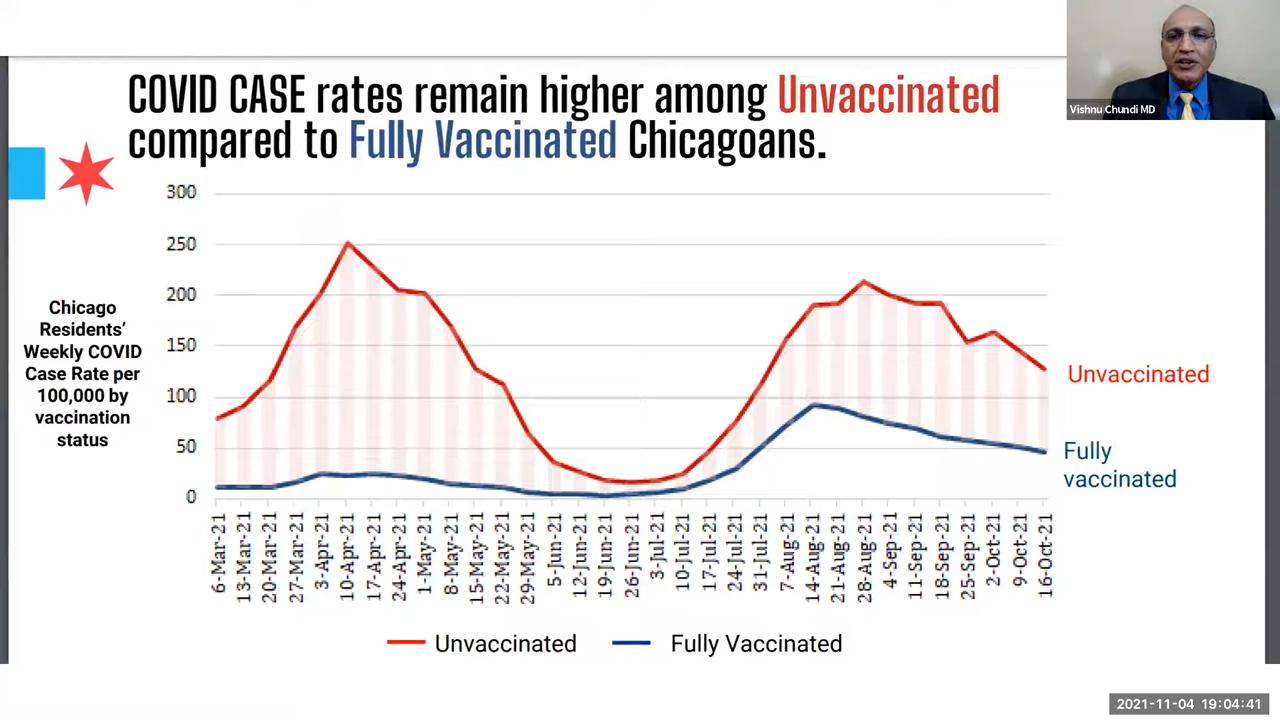 COVID CASE rates remain higher among Unvaccinated
compared to Fully Vaccinated Chicagoans.
Vishnu Chundi MD
300
250
200
150
100
50
0
Chicago
Residents’
Weekly COVID
Case Rate per
100,000 by
vaccination
status
Unvaccinated
Fully
vaccinated
6-Mar-21
13-Mar-21
20-Mar-21
27-Mar-21
3-Apr-21
10-Apr-21
17-Apr-21
24-Apr-21
1-May-21
8-May-21
15-May-21
22-May-21
29-May-21
5-Jun-21
12-Jun-21
19-Jun-21
26-Jun-21
3-Jul-21
10-Jul-21
17-Jul-21
24-Jul-21
31-Jul-21
7-Aug-21
14-Aug-21
21-Aug-21
28-Aug-21
4-Sep-21
11-Sep-21
18-Sep-21
25-Sep-21
2-Oct-21
9-Oct-21
16-Oct-21
Unvaccinated
Fully Vaccinated
2021-11-04 19:04:41